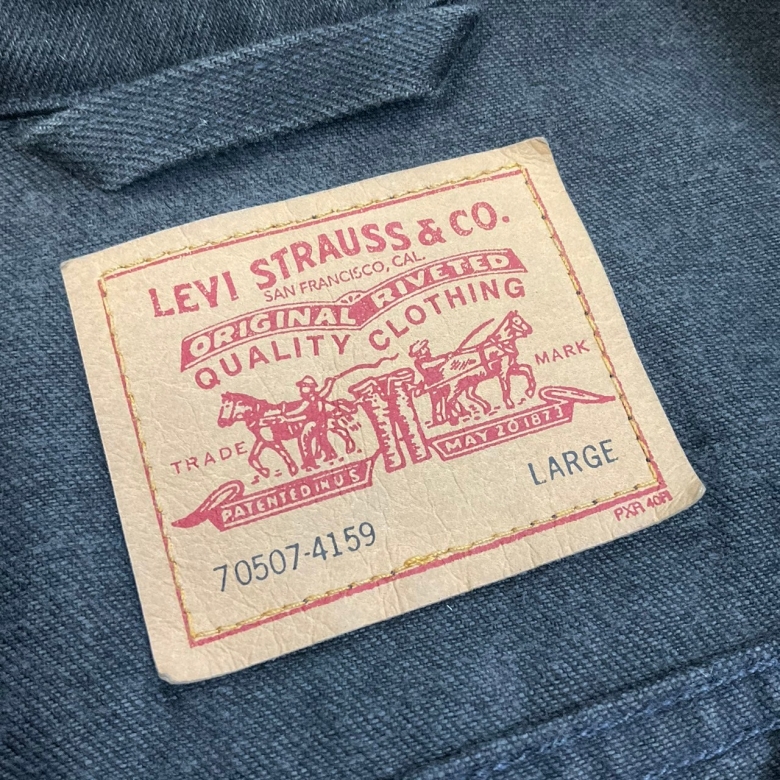 LEVI STRAUSS & CO.
SAN FRANCISCO, CAL.
ORIGINAL RIVETED
QUALITY CLOTHING
TRADE MARK
PATENTED IN U.S. MAY 20 1873
LARGE
70507-4159